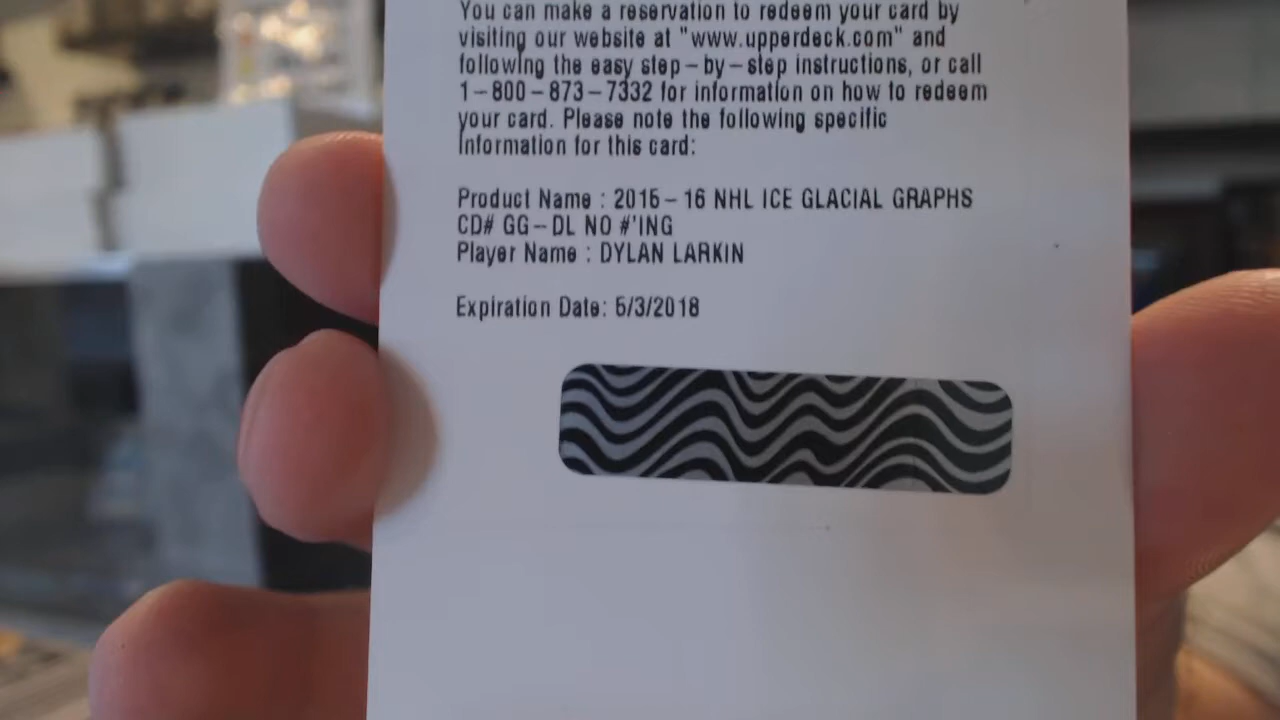 You can make a reservation to redeem your card by
visiting our website at "www.upperdeck.com" and
following the easy step-by-step instructions, or call
1-800-873-7332 for information on how to redeem
your card. Please note the following specific
Information for this card:
Product Name : 2015-16 NHL ICE GLACIAL GRAPHS
CD# GG-DL NO #'ING
Player Name : DYLAN LARKIN
Expiration Date: 5/3/2018